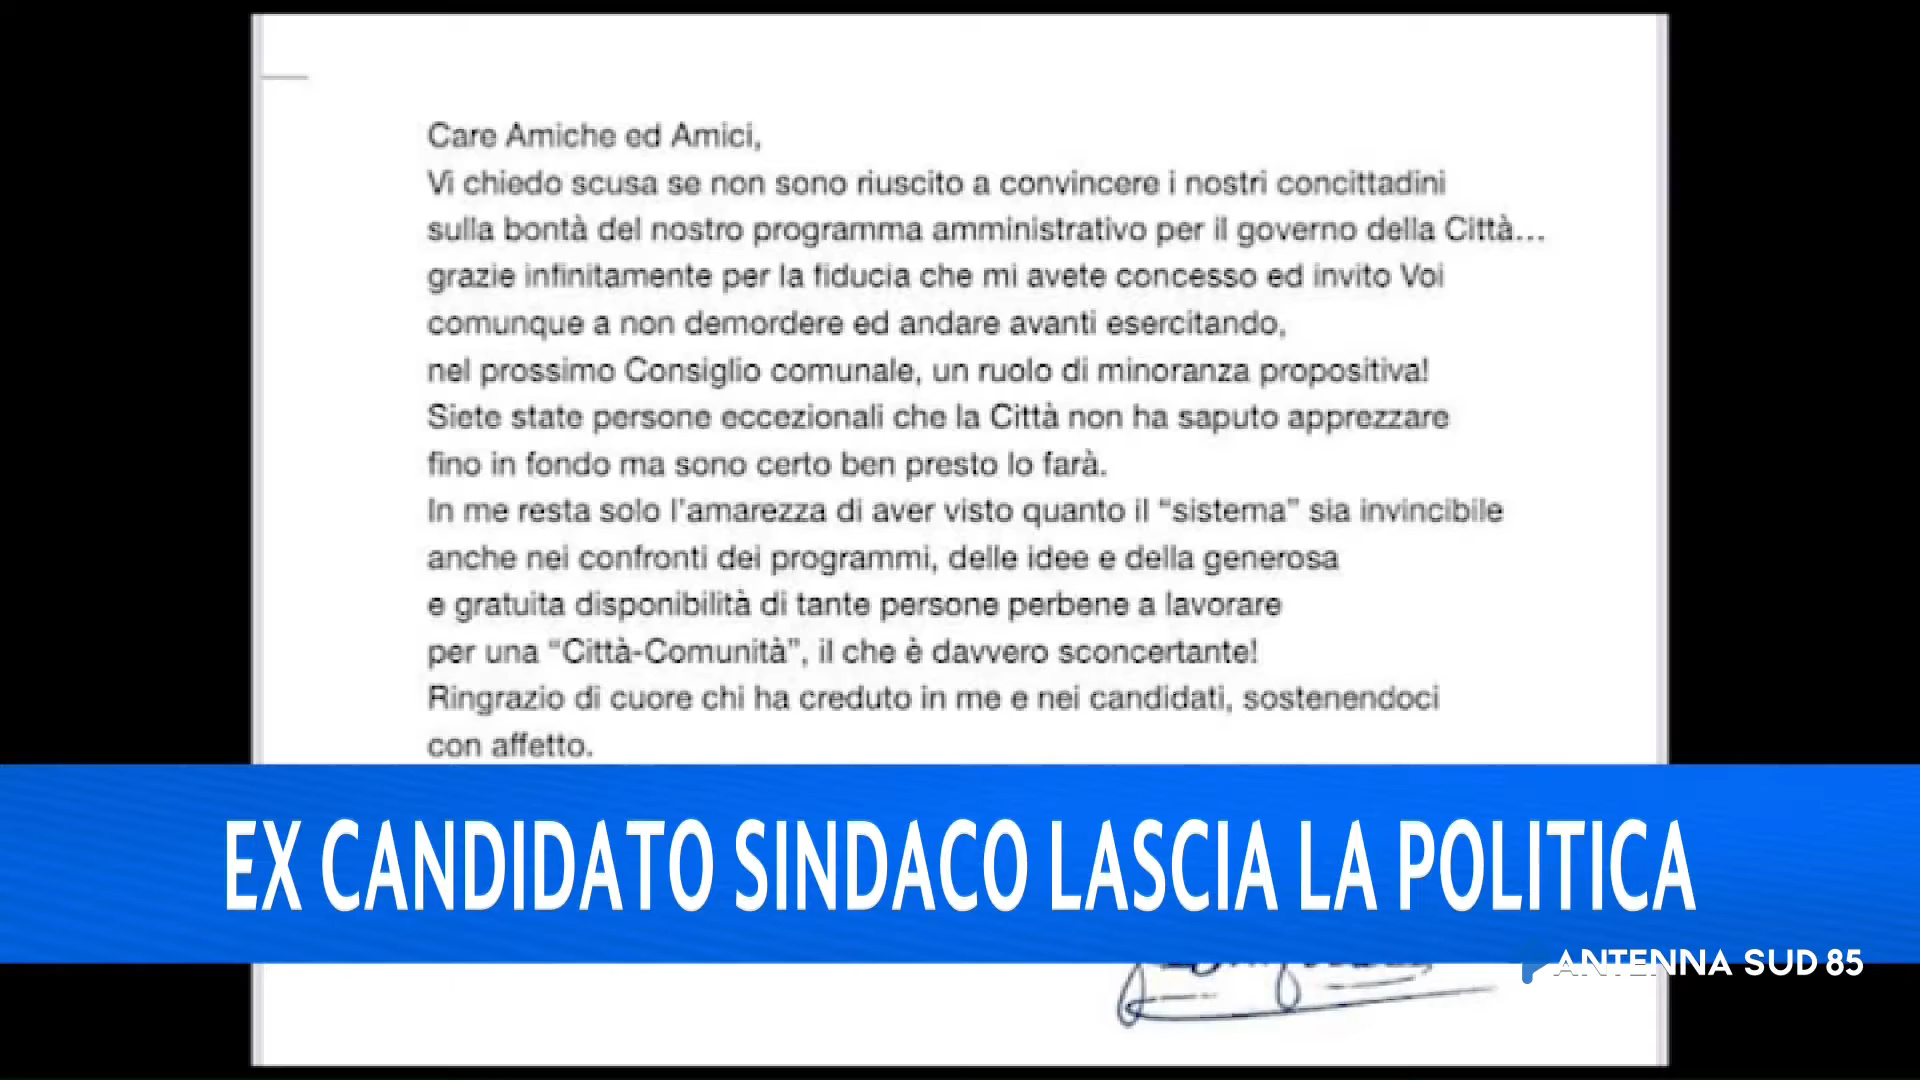 Care Amiche ed Amici,
Vi chiedo scusa se non sono riuscito a convincere i nostri concittadini
sulla bontà del nostro programma amministrativo per il governo della Città...
grazie infinitamente per la fiducia che mi avete concesso ed invito Voi
comunque a non demordere ed andare avanti esercitando,
nel prossimo Consiglio comunale, un ruolo di minoranza propositiva!
Siete state persone eccezionali che la Città non ha saputo apprezzare
fino in fondo ma sono certo ben presto lo farà.
In me resta solo l'amarezza di aver visto quanto il “sistema” sia invincibile
anche nei confronti dei programmi, delle idee e della generosa
e gratuita disponibilità di tante persone perbene a lavorare
per una “Città-Comunità”, il che è davvero sconcertante!
Ringrazio di cuore chi ha creduto in me e nei candidati, sostenendoci
con affetto.
EX CANDIDATO SINDACO LASCIA LA POLITICA
ANTENNA SUD 85